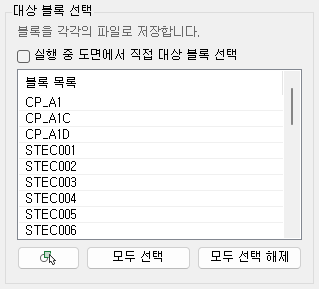 대상 블록 선택
블록을 각각의 파일로 저장합니다.
실행 중 도면에서 직접 대상 블록 선택
블록 목록
CP_A1
CP_A1C
CP_A1D
STEC001
STEC002
STEC003
STEC004
STEC005
STEC006
모두 선택
모두 선택 해제